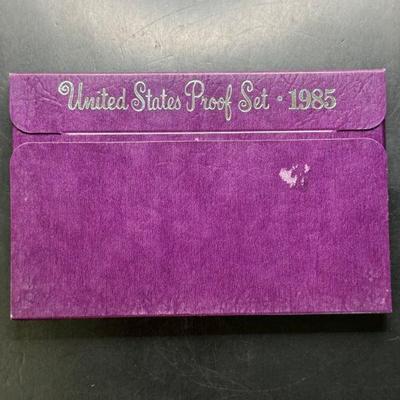 United States Proof Set · 1985